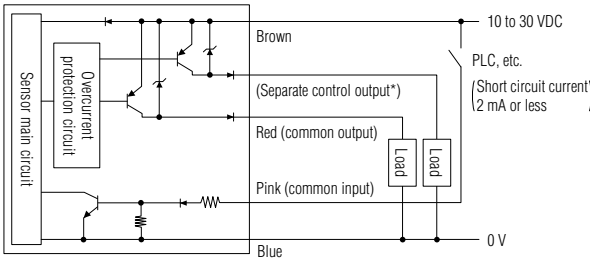 Sensor main circuit
Overcurrent
protection circuit
Brown
10 to 30 VDC
PLC, etc.
(Short circuit current
2 mA or less
(Separate control output*)
Red (common output)
Load
Load
Pink (common input)
0 V
Blue